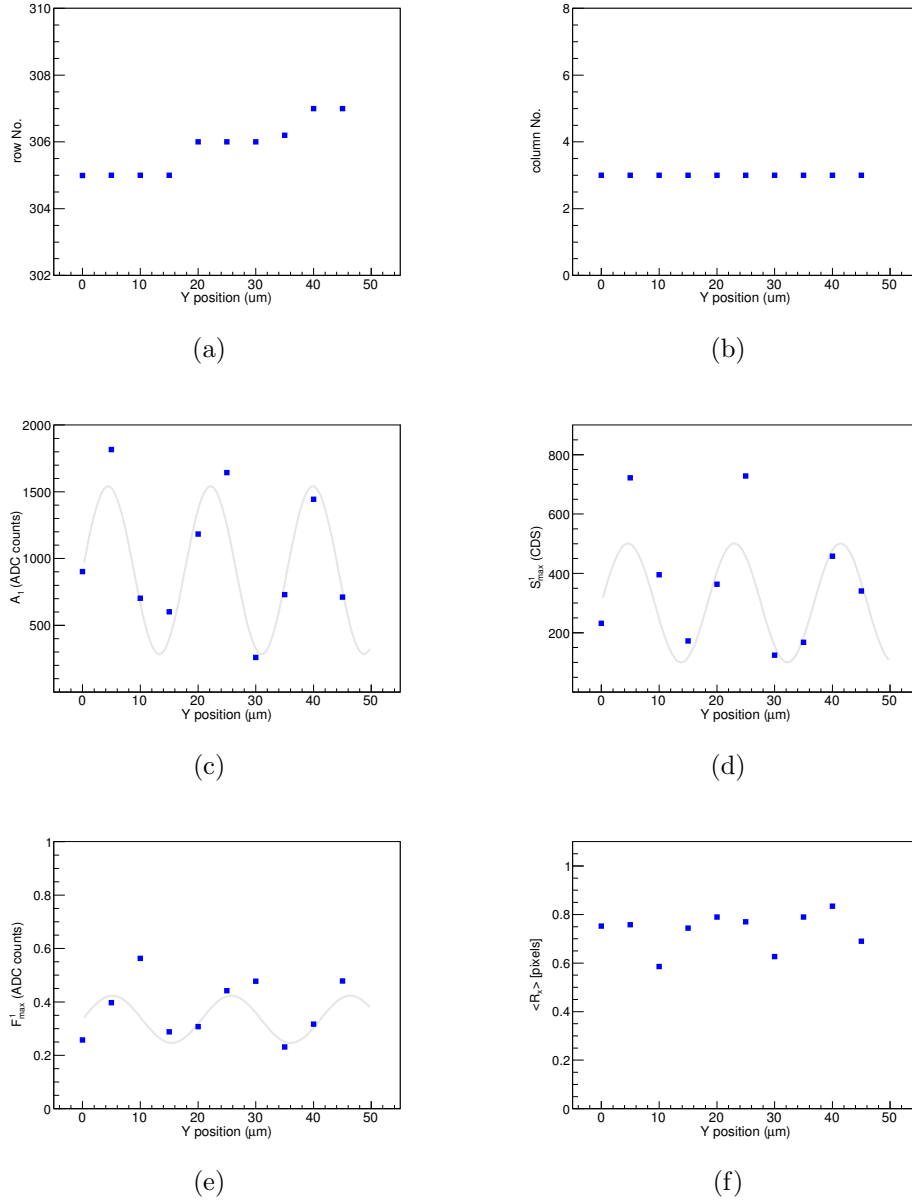 310
308
306
304
302
row No.
0 10 20 30 40 50
Y position (um)
(a)
8
6
4
2
0
column No.
0 10 20 30 40 50
Y position (um)
(b)
2000
1500
1000
500
A₁ (ADC counts)
0 10 20 30 40 50
Y position (μm)
(c)
800
600
400
200
S¹max (CDS)
0 10 20 30 40 50
Y position (μm)
(d)
1
0.8
0.6
0.4
0.2
0
F¹max (ADC counts)
0 10 20 30 40 50
Y position (μm)
(e)
1
0.8
0.6
0.4
0.2
0
<Rₓ> [pixels]
0 10 20 30 40 50
Y position (μm)
(f)